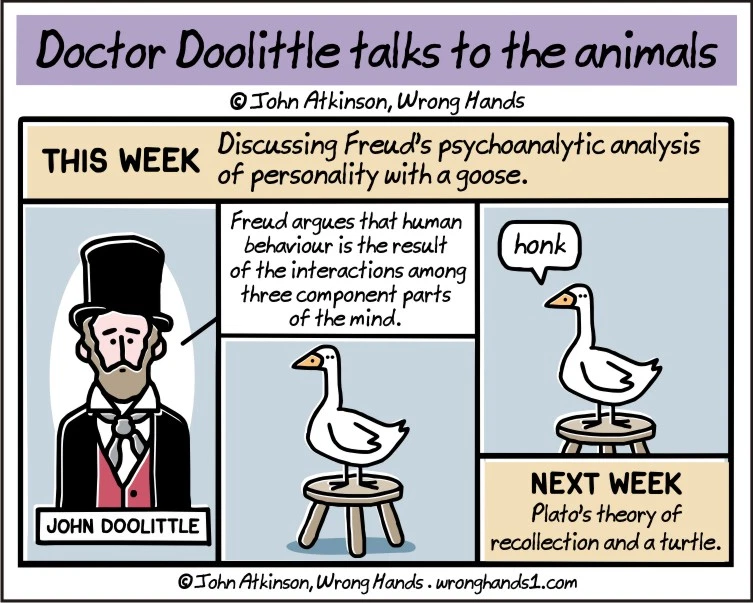 Doctor Doolittle talks to the animals
© John Atkinson, Wrong Hands
THIS WEEK
Discussing Freud's psychoanalytic analysis
of personality with a goose.
Freud argues that human
behaviour is the result
of the interactions among
three component parts
of the mind.
JOHN DOOLITTLE
honk
NEXT WEEK
Plato's theory of
recollection and a turtle.
© John Atkinson, Wrong Hands . wronghands1.com